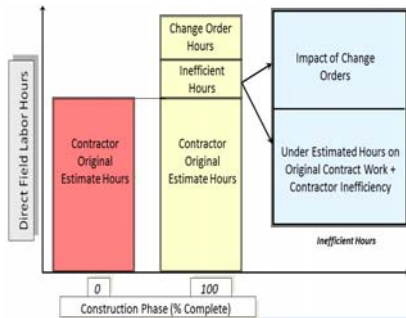 Direct Field Labor Hours
Change Order
Hours
Inefficient
Hours
Contractor
Original
Estimate Hours
Contractor
Original
Estimate Hours
Impact of Change
Orders
Under Estimated Hours on
Original Contract Work +
Contractor Inefficiency
Inefficient Hours
0
100
Construction Phase (% Complete)